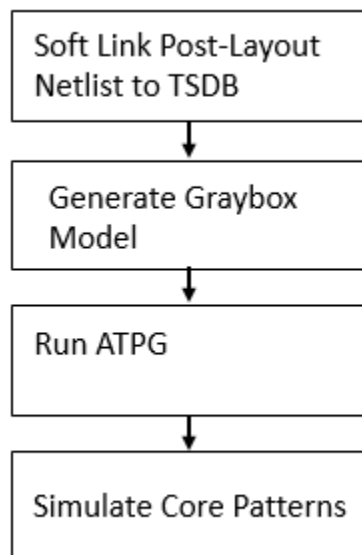 Soft Link Post-Layout
Netlist to TSDB
Generate Graybox
Model
Run ATPG
Simulate Core Patterns